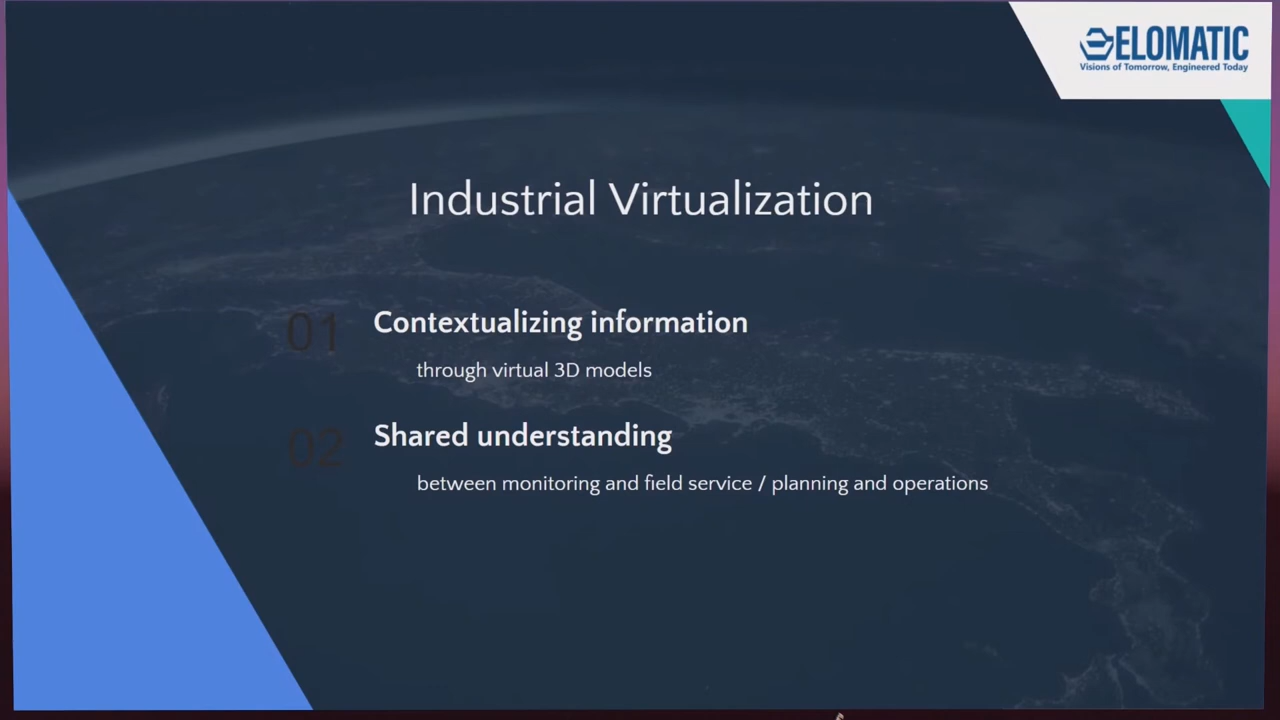 ELOMATIC
Visions of Tomorrow, Engineered Today
Industrial Virtualization
01 Contextualizing information
through virtual 3D models
02 Shared understanding
between monitoring and field service / planning and operations